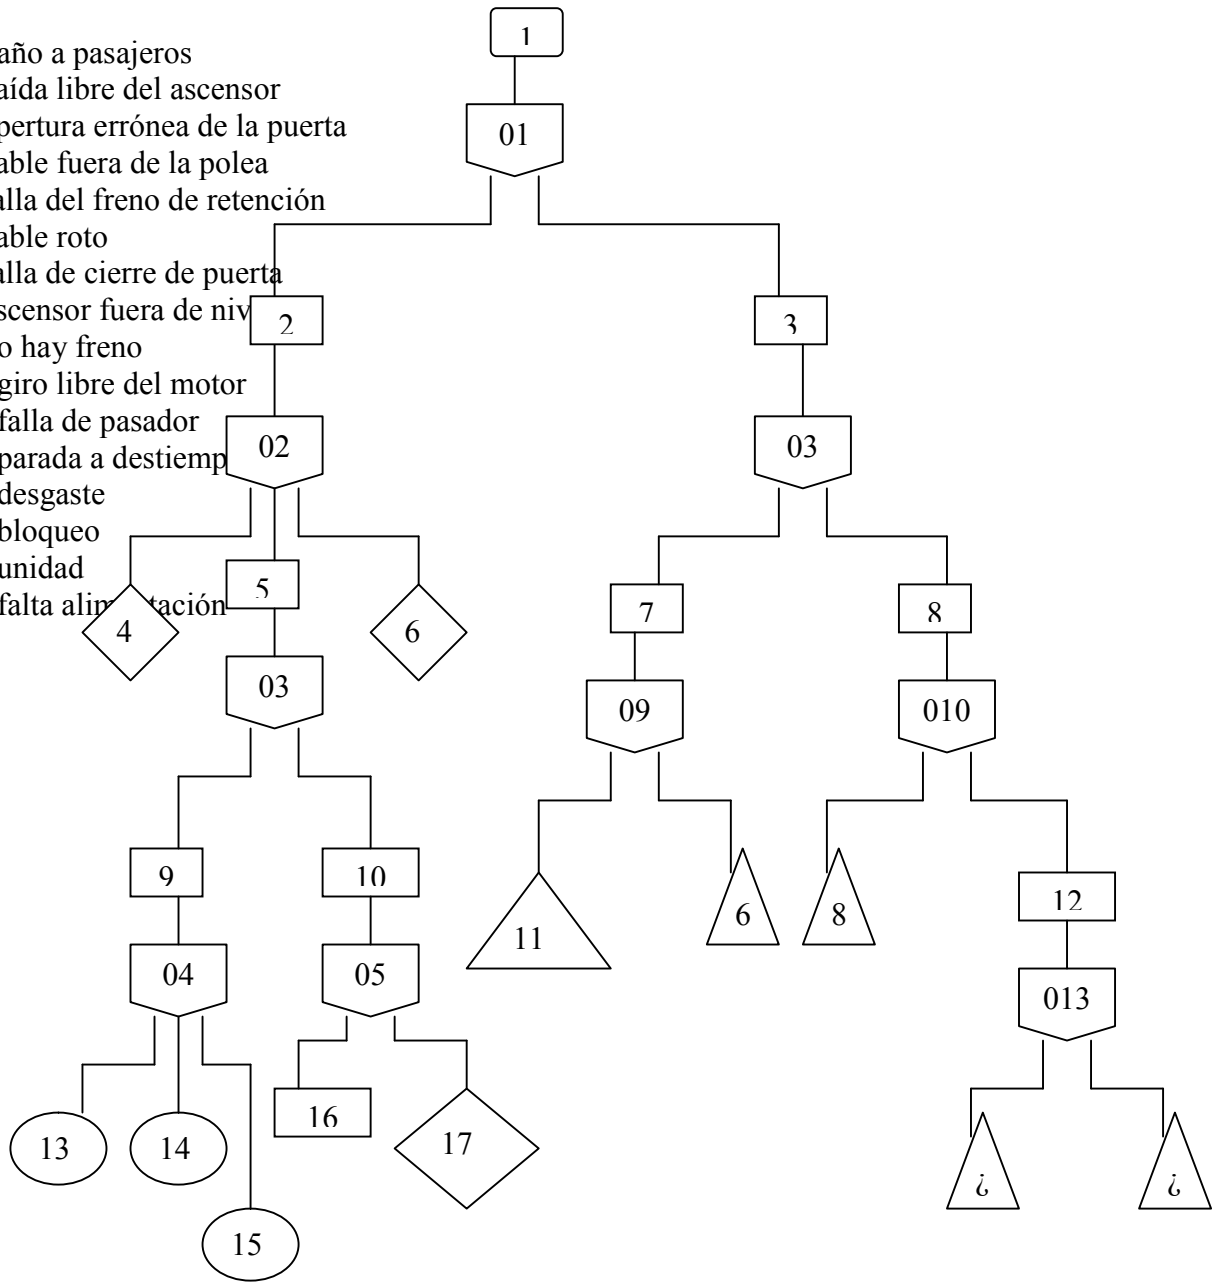 1
año a pasajeros
aída libre del ascensor
pertura errónea de la puerta
01
able fuera de la polea
alla del freno de retención
able roto
alla de cierre de puerta
scensor fuera de niv
2
3
o hay freno
giro libre del motor
falla de pasador
02
03
parada a destiemp
desgaste
bloqueo
unidad
5
7
8
falta alim tación
4
6
03
09
010
9
10
11
6
8
12
04
05
013
16
13
14
17
¿
¿
15